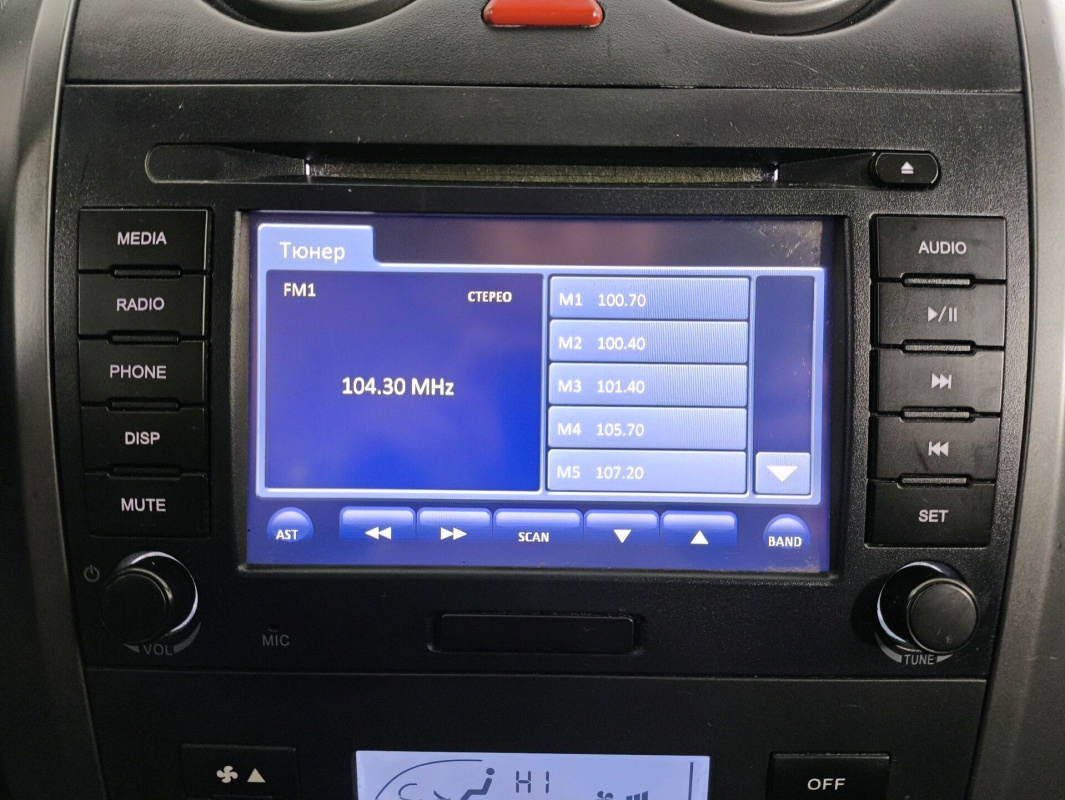 MEDIA
RADIO
PHONE
DISP
MUTE
VOL
MIC
Тюнер
FM1
СТЕРЕО
104.30 MHz
M1 100.70
M2 100.40
M3 101.40
M4 105.70
M5 107.20
AST
SCAN
BAND
AUDIO
SET
TUNE
HI
OFF